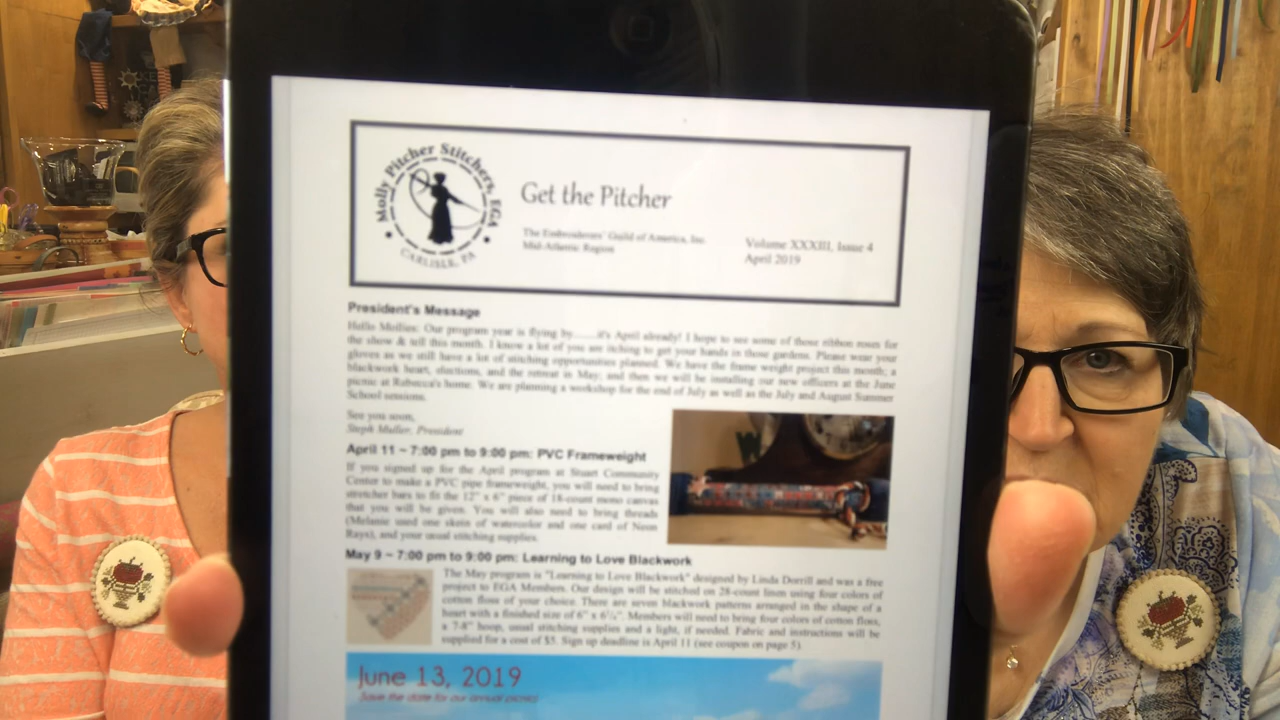 Molly Pitcher Stitchers, EGA
CARLISLE, PA
Get the Pitcher
The Embroiderers' Guild of America, Inc.
Mid-Atlantic Region
Volume XXXIII, Issue 4
April 2019
President's Message
Hello Mollies: Our program year is flying by......it's April already! I hope to see some of those ribbon roses for
the show & tell this month. I know a lot of you are itching to get your hands in those gardens. Please wear your
gloves as we still have a lot of stitching opportunities planned. We have the frame weight project this month; a
blackwork heart, elections, and the retreat in May; and then we will be installing our new officers at the June
picnic at Rebecca's home. We are planning a workshop for the end of July as well as the July and August Summer
School sessions.
See you soon,
Steph Muller, President
April 11 ~ 7:00 pm to 9:00 pm: PVC Frameweight
If you signed up for the April program at Stuart Community
Center to make a PVC pipe frameweight, you will need to bring
stretcher bars to fit the 12" x 6" piece of 18-count mono canvas
that you will be given. You will also need to bring threads
(Melanie used one skein of watercolor and one card of Neon
Rays), and your usual stitching supplies.
May 9 ~ 7:00 pm to 9:00 pm: Learning to Love Blackwork
The May program is "Learning to Love Blackwork" designed by Linda Dorrill and was a free
project to EGA Members. Our design will be stitched on 28-count linen using four colors of
cotton floss of your choice. There are seven blackwork patterns arranged in the shape of a
heart with a finished size of 6" x 6½". Members will need to bring four colors of cotton floss,
a 7-8" hoop, usual stitching supplies and a light, if needed. Fabric and instructions will be
supplied for a cost of $5. Sign up deadline is April 11 (see coupon on page 5)
June 13, 2019
Save the date for our annual picnic